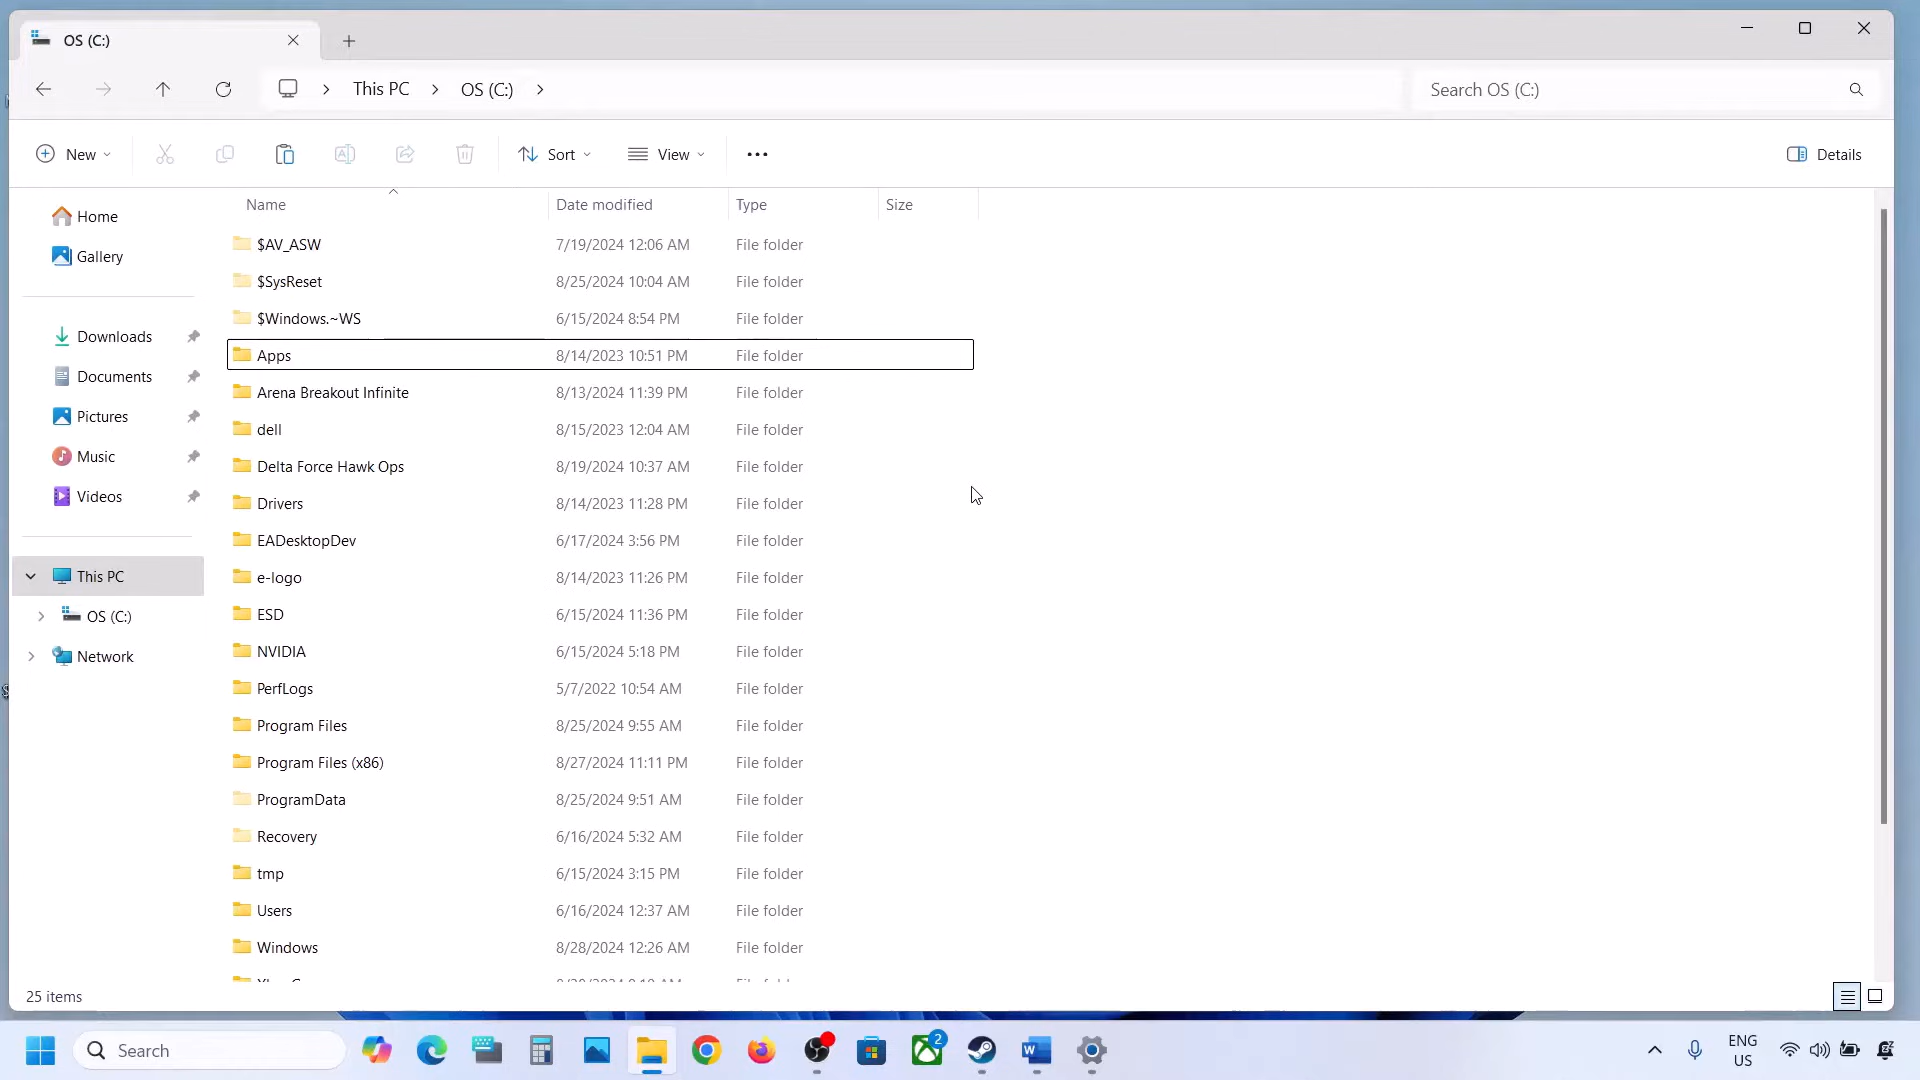 OS (C:)
This PC
OS (C:)
Search OS (C:)
New
Sort
View
Details
Name Date modified Type Size
Home
Gallery
Downloads
Documents
Pictures
Music
Videos
This PC
OS (C:)
Network
$AV_ASW 7/19/2024 12:06 AM File folder
$SysReset 8/25/2024 10:04 AM File folder
$Windows.~WS 6/15/2024 8:54 PM File folder
Apps 8/14/2023 10:51 PM File folder
Arena Breakout Infinite 8/13/2024 11:39 PM File folder
dell 8/15/2023 12:04 AM File folder
Delta Force Hawk Ops 8/19/2024 10:37 AM File folder
Drivers 8/14/2023 11:28 PM File folder
EADesktopDev 6/17/2024 3:56 PM File folder
e-logo 8/14/2023 11:26 PM File folder
ESD 6/15/2024 11:36 PM File folder
NVIDIA 6/15/2024 5:18 PM File folder
PerfLogs 5/7/2022 10:54 AM File folder
Program Files 8/25/2024 9:55 AM File folder
Program Files (x86) 8/27/2024 11:11 PM File folder
ProgramData 8/25/2024 9:51 AM File folder
Recovery 6/16/2024 5:32 AM File folder
tmp 6/15/2024 3:15 PM File folder
Users 6/16/2024 12:37 AM File folder
Windows 8/28/2024 12:26 AM File folder
25 items
Search
2
ENG
US